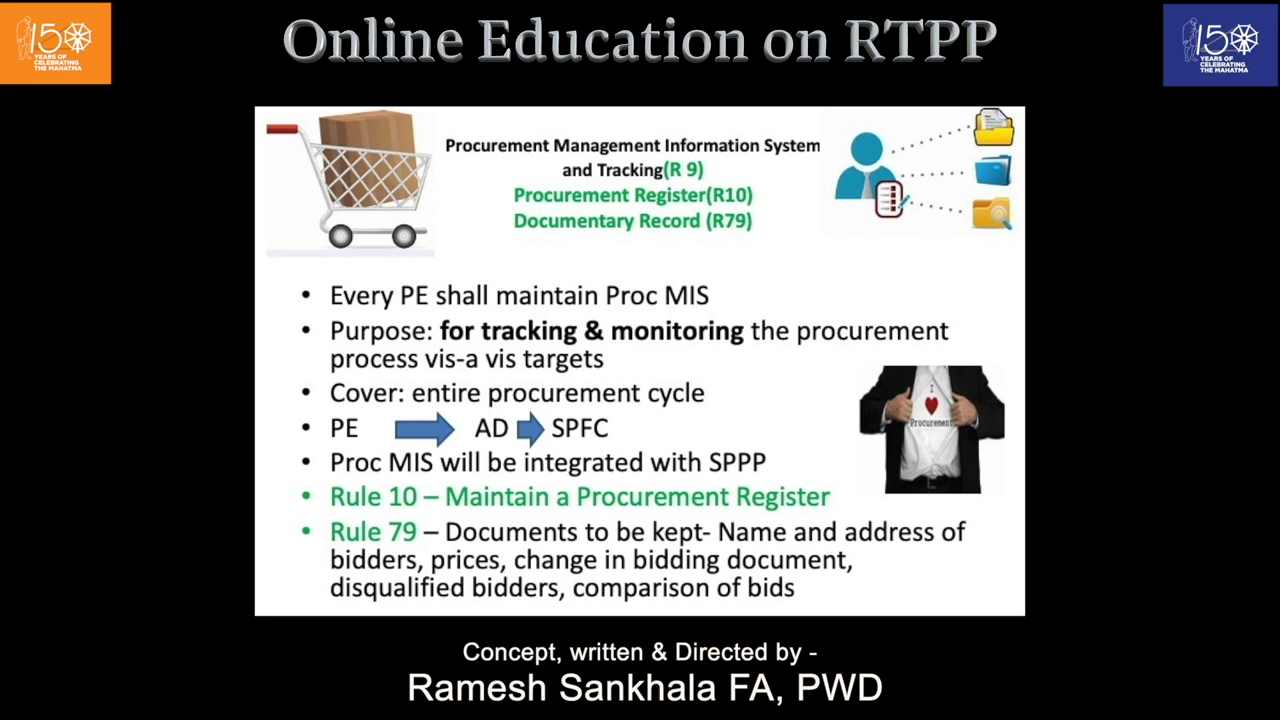 150
YEARS OF
CELEBRATING
THE MAHATMA
Online Education on RTPP
150
YEARS OF
CELEBRATING
THE MAHATMA
Procurement Management Information System
and Tracking(R 9)
Procurement Register(R10)
Documentary Record (R79)
• Every PE shall maintain Proc MIS
• Purpose: for tracking & monitoring the procurement
process vis-a vis targets
• Cover: entire procurement cycle
• PE AD SPFC
• Proc MIS will be integrated with SPPP
• Rule 10 – Maintain a Procurement Register
• Rule 79 – Documents to be kept- Name and address of
bidders, prices, change in bidding document,
disqualified bidders, comparison of bids
I
Procurement
Concept, written & Directed by -
Ramesh Sankhala FA, PWD